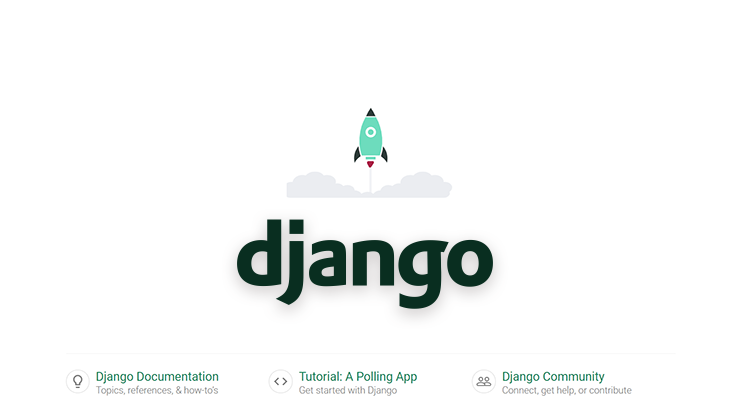 django
Django Documentation
Topics, references, & how-to's
Tutorial: A Polling App
Get started with Django
Django Community
Connect, get help, or contribute